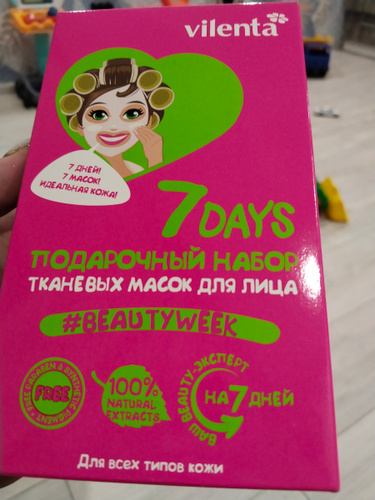 vilenta
7 ДНЕЙ!
7 МАСОК!
ИДЕАЛЬНАЯ КОЖА!
7 DAYS
ПОДАРОЧНЫЙ НАБОР
ТКАНЕВЫХ МАСОК ДЛЯ ЛИЦА
#BEAUTYWEEK
FREE
100%
NATURAL
EXTRACTS
ВАШ BEAUTY-ЭКСПЕРТ
НА 7 ДНЕЙ
Для всех типов кожи